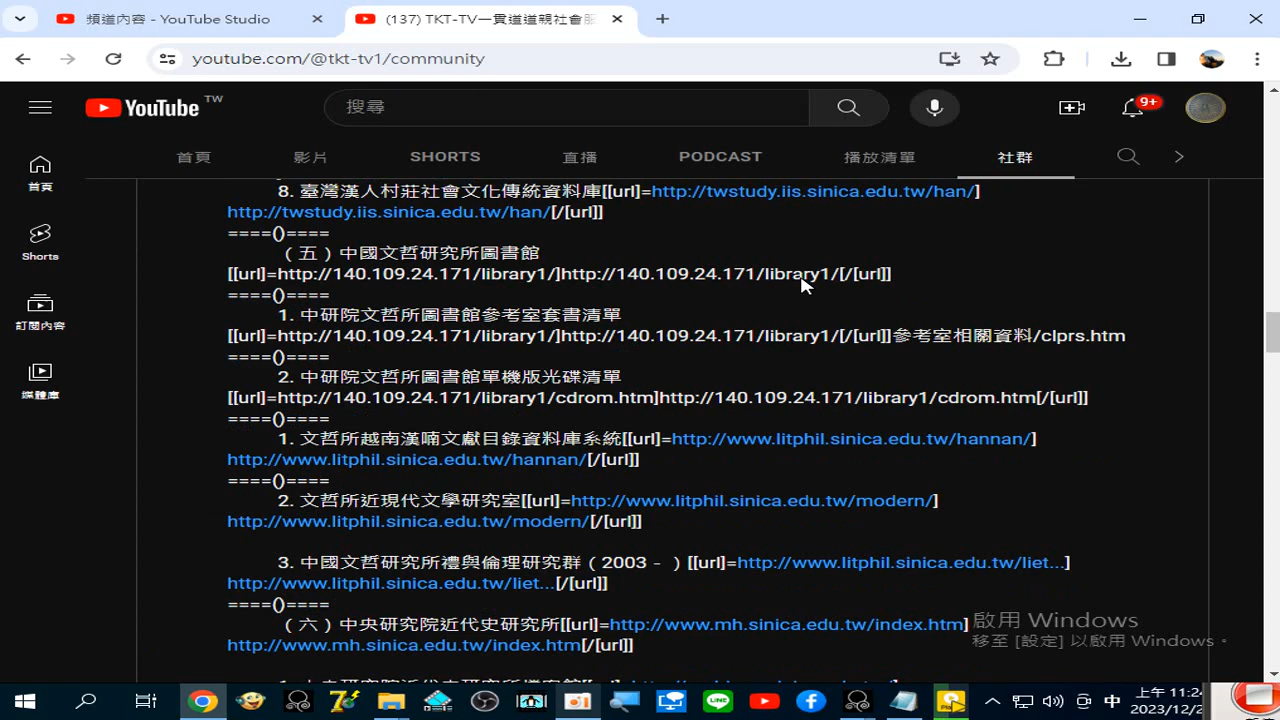 頻道內容 - YouTube Studio
(137) TKT-TV一貫道道親社會服
youtube.com/@tkt-tv1/community
YouTube TW
搜尋
9+
首頁 影片 SHORTS 直播 PODCAST 播放清單 社群
首頁
Shorts
訂閱內容
媒體庫
8. 臺灣漢人村莊社會文化傳統資料庫[[url]=http://twstudy.iis.sinica.edu.tw/han/]
http://twstudy.iis.sinica.edu.tw/han/[/[url]]
====()====
（五）中國文哲研究所圖書館
[[url]=http://140.109.24.171/library1/]http://140.109.24.171/library1/[/[url]]
====()====
1. 中研院文哲所圖書館參考室套書清單
[[url]=http://140.109.24.171/library1/]http://140.109.24.171/library1/[/[url]]參考室相關資料/clprs.htm
====()====
2. 中研院文哲所圖書館單機版光碟清單
[[url]=http://140.109.24.171/library1/cdrom.htm]http://140.109.24.171/library1/cdrom.htm[/[url]]
====()====
1. 文哲所越南漢喃文獻目錄資料庫系統[[url]=http://www.litphil.sinica.edu.tw/hannan/]
http://www.litphil.sinica.edu.tw/hannan/[/[url]]
====()====
2. 文哲所近現代文學研究室[[url]=http://www.litphil.sinica.edu.tw/modern/]
http://www.litphil.sinica.edu.tw/modern/[/[url]]
3. 中國文哲研究所禮與倫理研究群（2003－）[[url]=http://www.litphil.sinica.edu.tw/liet...]
http://www.litphil.sinica.edu.tw/liet...[/[url]]
====()====
（六）中央研究院近代史研究所[[url]=http://www.mh.sinica.edu.tw/index.htm]
http://www.mh.sinica.edu.tw/index.htm[/[url]]
啟用 Windows
移至 [設定] 以啟用 Windows。
中
上午 11:24
2023/12/2